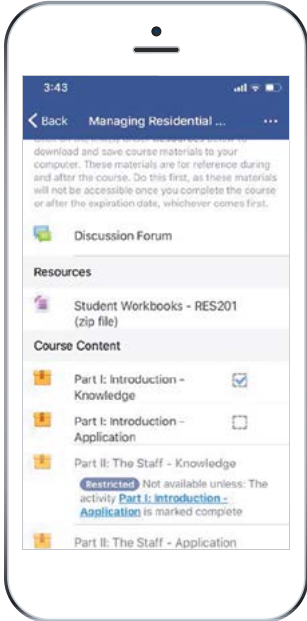 3:43
Back Managing Residential ...
download and save course materials to your
computer. These materials are for reference during
and after the course. Do this first, as these materials
will not be accessible once you complete the course
or after the expiration date, whichever comes first.
Discussion Forum
Resources
Student Workbooks - RES201
(zip file)
Course Content
Part I: Introduction -
Knowledge
Part I: Introduction -
Application
Part II: The Staff - Knowledge
Restricted Not available unless: The
activity Part I: Introduction -
Application is marked complete
Part II: The Staff - Application